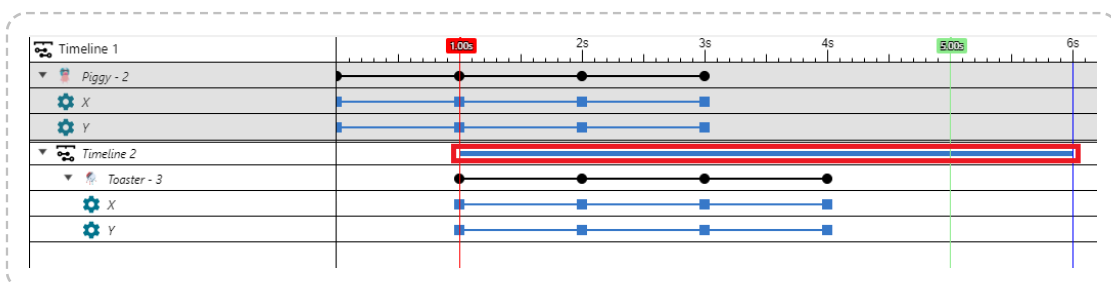 Timeline 1 1.00s 2s 3s 4s 5.00s 6s
Piggy - 2
X
Y
Timeline 2
Toaster - 3
X
Y